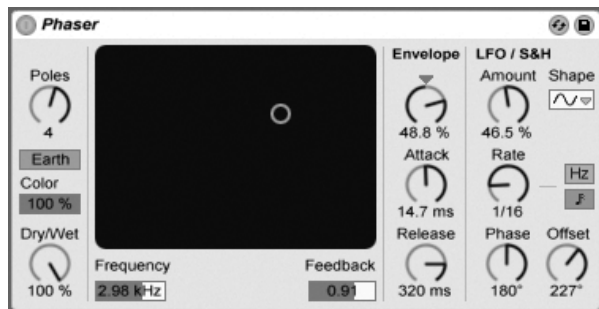 Phaser
Poles
4
Earth
Color
100 %
Dry/Wet
100 %
Frequency
2.98 kHz
Feedback
0.91
Envelope
48.8 %
Attack
14.7 ms
Release
320 ms
LFO / S&H
Amount
46.5 %
Shape
Rate
1/16
Hz
Phase
180°
Offset
227°